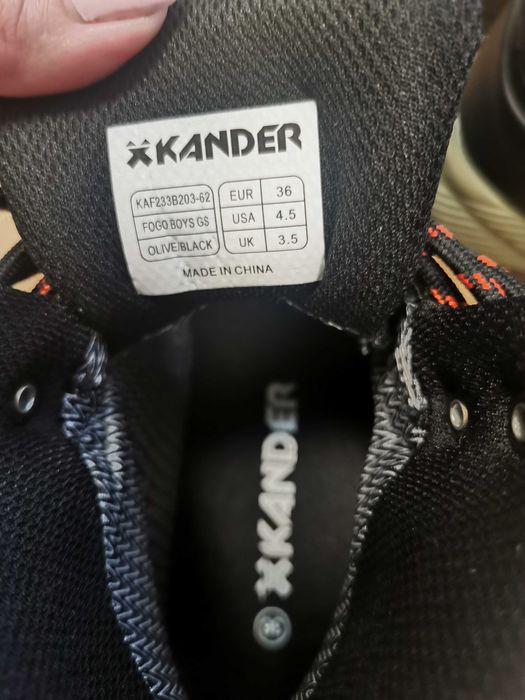 KANDER
KAF233B203-62
FOGO BOYS GS
OLIVE/BLACK
EUR 36
USA 4.5
UK 3.5
MADE IN CHINA
KANDER